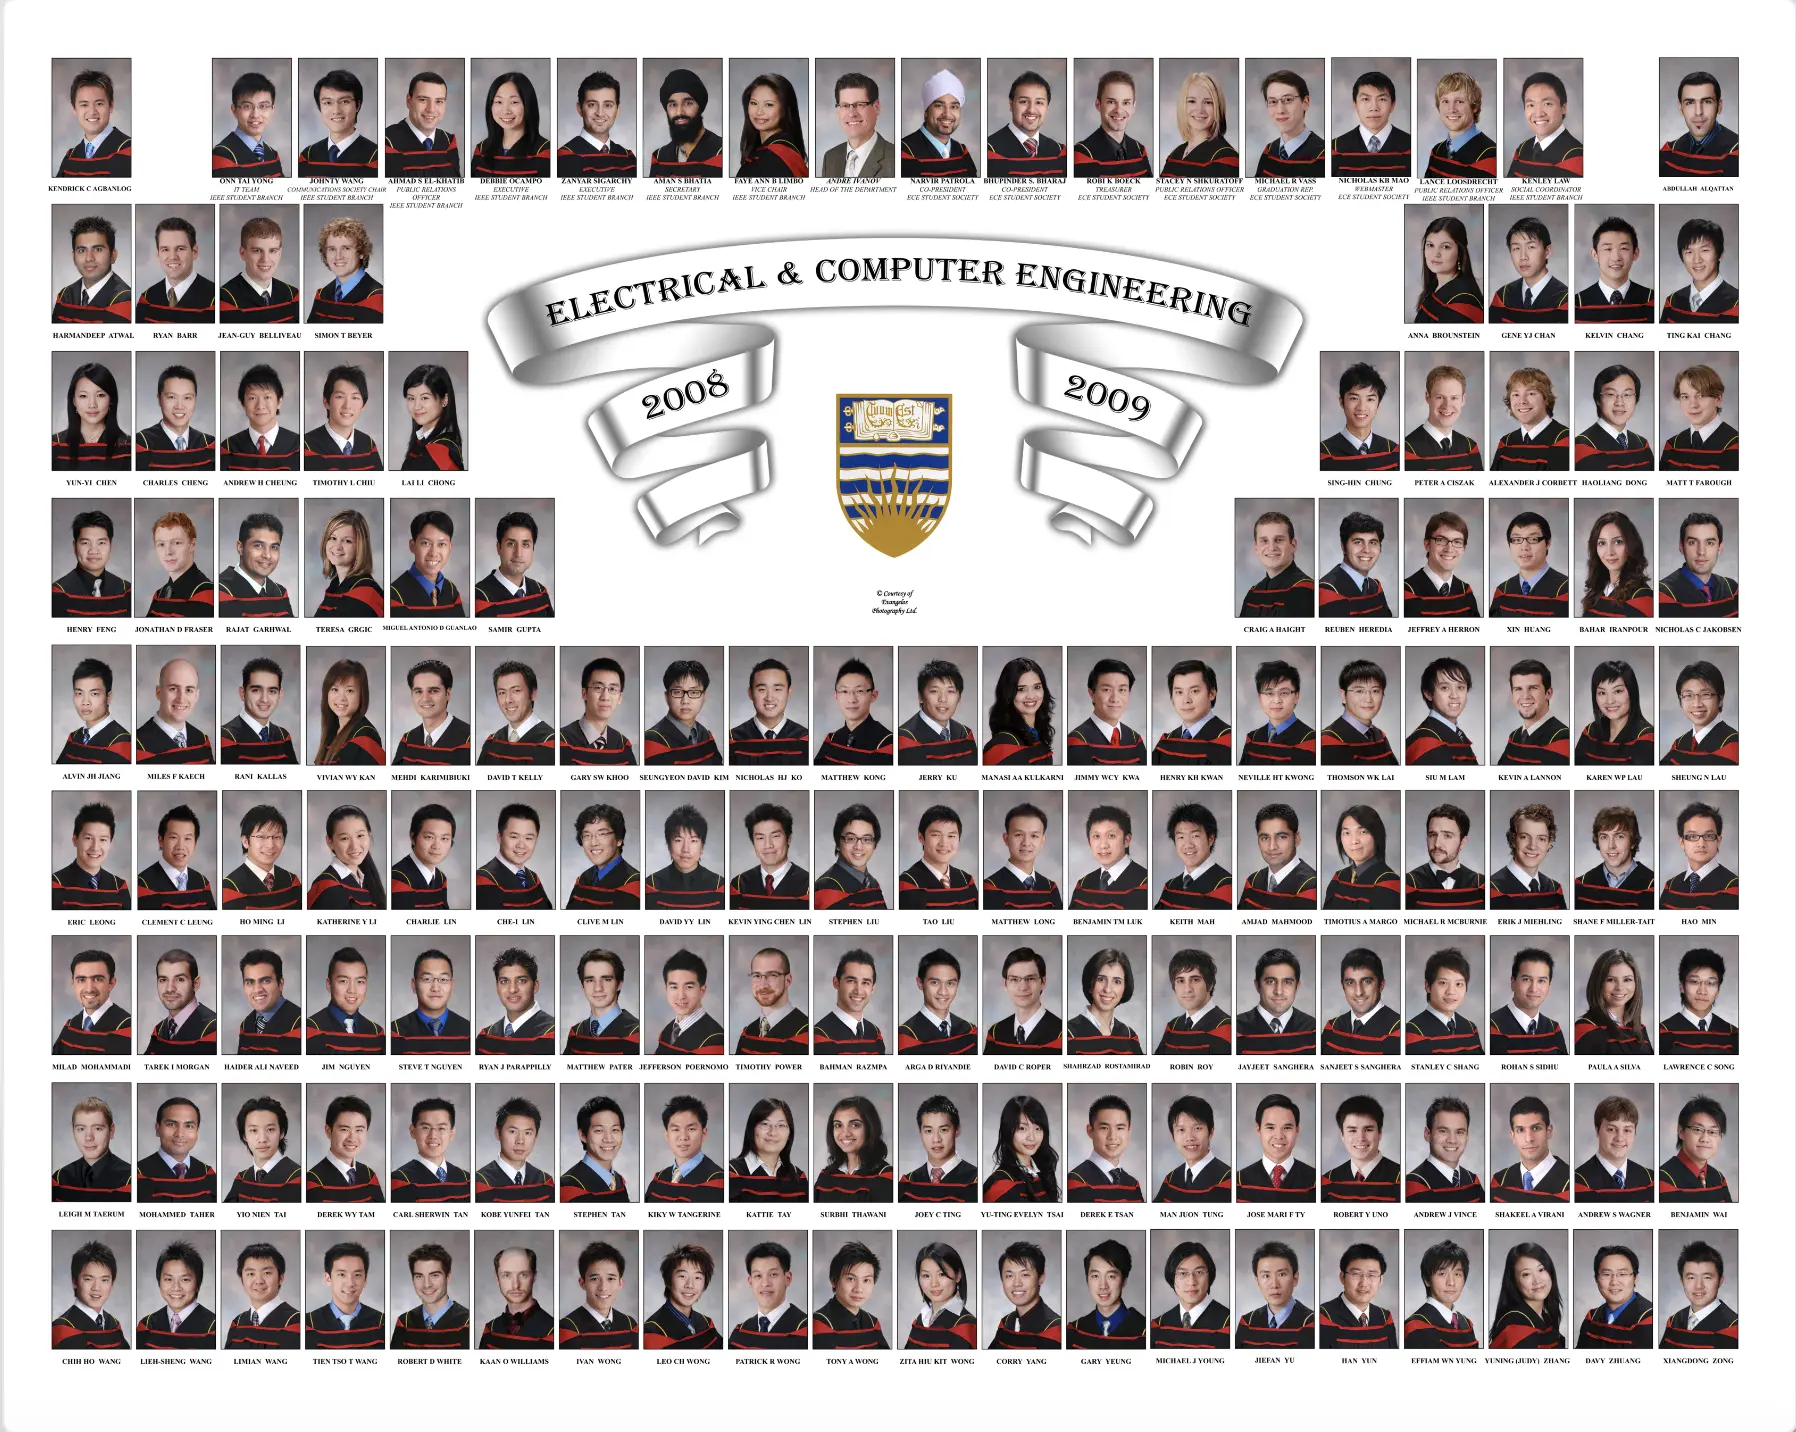 KENDRICK C AGBANLOG
ONN TAI YONG
IT TEAM
IEEE STUDENT BRANCH
JOHNTY WANG
COMMUNICATIONS SOCIETY CHAIR
IEEE STUDENT BRANCH
AHMAD S EL-KHATIB
PUBLIC RELATIONS
OFFICER
IEEE STUDENT BRANCH
DEBBIE OCAMPO
EXECUTIVE
IEEE STUDENT BRANCH
ZANYAR SIGARCHY
EXECUTIVE
IEEE STUDENT BRANCH
AMAN S BHATIA
SECRETARY
IEEE STUDENT BRANCH
FAYE ANN B LIMBO
VICE CHAIR
IEEE STUDENT BRANCH
ANDRE IVANOV
HEAD OF THE DEPARTMENT
NARVIR PATROLA
CO-PRESIDENT
ECE STUDENT SOCIETY
BHUPINDER S. BHARAJ
CO-PRESIDENT
ECE STUDENT SOCIETY
ROBI K BOECK
TREASURER
ECE STUDENT SOCIETY
STACEY N SHKURATOFF
PUBLIC RELATIONS OFFICER
ECE STUDENT SOCIETY
MICHAEL R VASS
GRADUATION REP.
ECE STUDENT SOCIETY
NICHOLAS KB MAO
WEBMASTER
ECE STUDENT SOCIETY
LANCE LOOSDRECHT
PUBLIC RELATIONS OFFICER
IEEE STUDENT BRANCH
KENLEY LAW
SOCIAL COORDINATOR
IEEE STUDENT BRANCH
ABDULLAH ALQATTAN
ELECTRICAL & COMPUTER ENGINEERING
2008
2009
Tuum Est
© Courtesy of
Evangelos
Photography Ltd.
HARMANDEEP ATWAL RYAN BARR JEAN-GUY BELLIVEAU SIMON T BEYER ANNA BROUNSTEIN GENE YJ CHAN KELVIN CHANG TING KAI CHANG
YUN-YI CHEN CHARLES CHENG ANDREW H CHEUNG TIMOTHY L CHIU LAI LI CHONG SING-HIN CHUNG PETER A CISZAK ALEXANDER J CORBETT HAOLIANG DONG MATT T FAROUGH
HENRY FENG JONATHAN D FRASER RAJAT GARHWAL TERESA GRGIC MIGUEL ANTONIO D GUANLAO SAMIR GUPTA CRAIG A HAIGHT REUBEN HEREDIA JEFFREY A HERRON XIN HUANG BAHAR IRANPOUR NICHOLAS C JAKOBSEN
ALVIN JH JIANG MILES F KAECH RANI KALLAS VIVIAN WY KAN MEHDI KARIMIBIUKI DAVID T KELLY GARY SW KHOO SEUNGYEON DAVID KIM NICHOLAS HJ KO MATTHEW KONG JERRY KU MANASI AA KULKARNI JIMMY WCY KWA HENRY KH KWAN NEVILLE HT KWONG THOMSON WK LAI SIU M LAM KEVIN A LANNON KAREN WP LAU SHEUNG N LAU
ERIC LEONG CLEMENT C LEUNG HO MING LI KATHERINE Y LI CHARLIE LIN CHE-I LIN CLIVE M LIN DAVID YY LIN KEVIN YING CHEN LIN STEPHEN LIU TAO LIU MATTHEW LONG BENJAMIN TM LUK KEITH MAH AMJAD MAHMOOD TIMOTIUS A MARGO MICHAEL R MCBURNIE ERIK J MIEHLING SHANE F MILLER-TAIT HAO MIN
MILAD MOHAMMADI TAREK I MORGAN HAIDER ALI NAVEED JIM NGUYEN STEVE T NGUYEN RYAN J PARAPPILLY MATTHEW PATER JEFFERSON POERNOMO TIMOTHY POWER BAHMAN RAZMPA ARGA D RIYANDIE DAVID C ROPER SHAHRZAD ROSTAMIRAD ROBIN ROY JAYJEET SANGHERA SANJEET S SANGHERA STANLEY C SHANG ROHAN S SIDHU PAULA A SILVA LAWRENCE C SONG
LEIGH M TAERUM MOHAMMED TAHER YIO NIEN TAI DEREK WY TAM CARL SHERWIN TAN KOBE YUNFEI TAN STEPHEN TAN KIKY W TANGERINE KATTIE TAY SURBHI THAWANI JOEY C TING YU-TING EVELYN TSAI DEREK E TSAN MAN JUON TUNG JOSE MARI F TY ROBERT Y UNO ANDREW J VINCE SHAKEEL A VIRANI ANDREW S WAGNER BENJAMIN WAI
CHIH HO WANG LIEH-SHENG WANG LIMIAN WANG TIEN TSO T WANG ROBERT D WHITE KAAN O WILLIAMS IVAN WONG LEO CH WONG PATRICK R WONG TONY A WONG ZITA HIU KIT WONG CORRY YANG GARY YEUNG MICHAEL J YOUNG JIEFAN YU HAN YUN EFFIAM WN YUNG YUNING (JUDY) ZHANG DAVY ZHUANG XIANGDONG ZONG